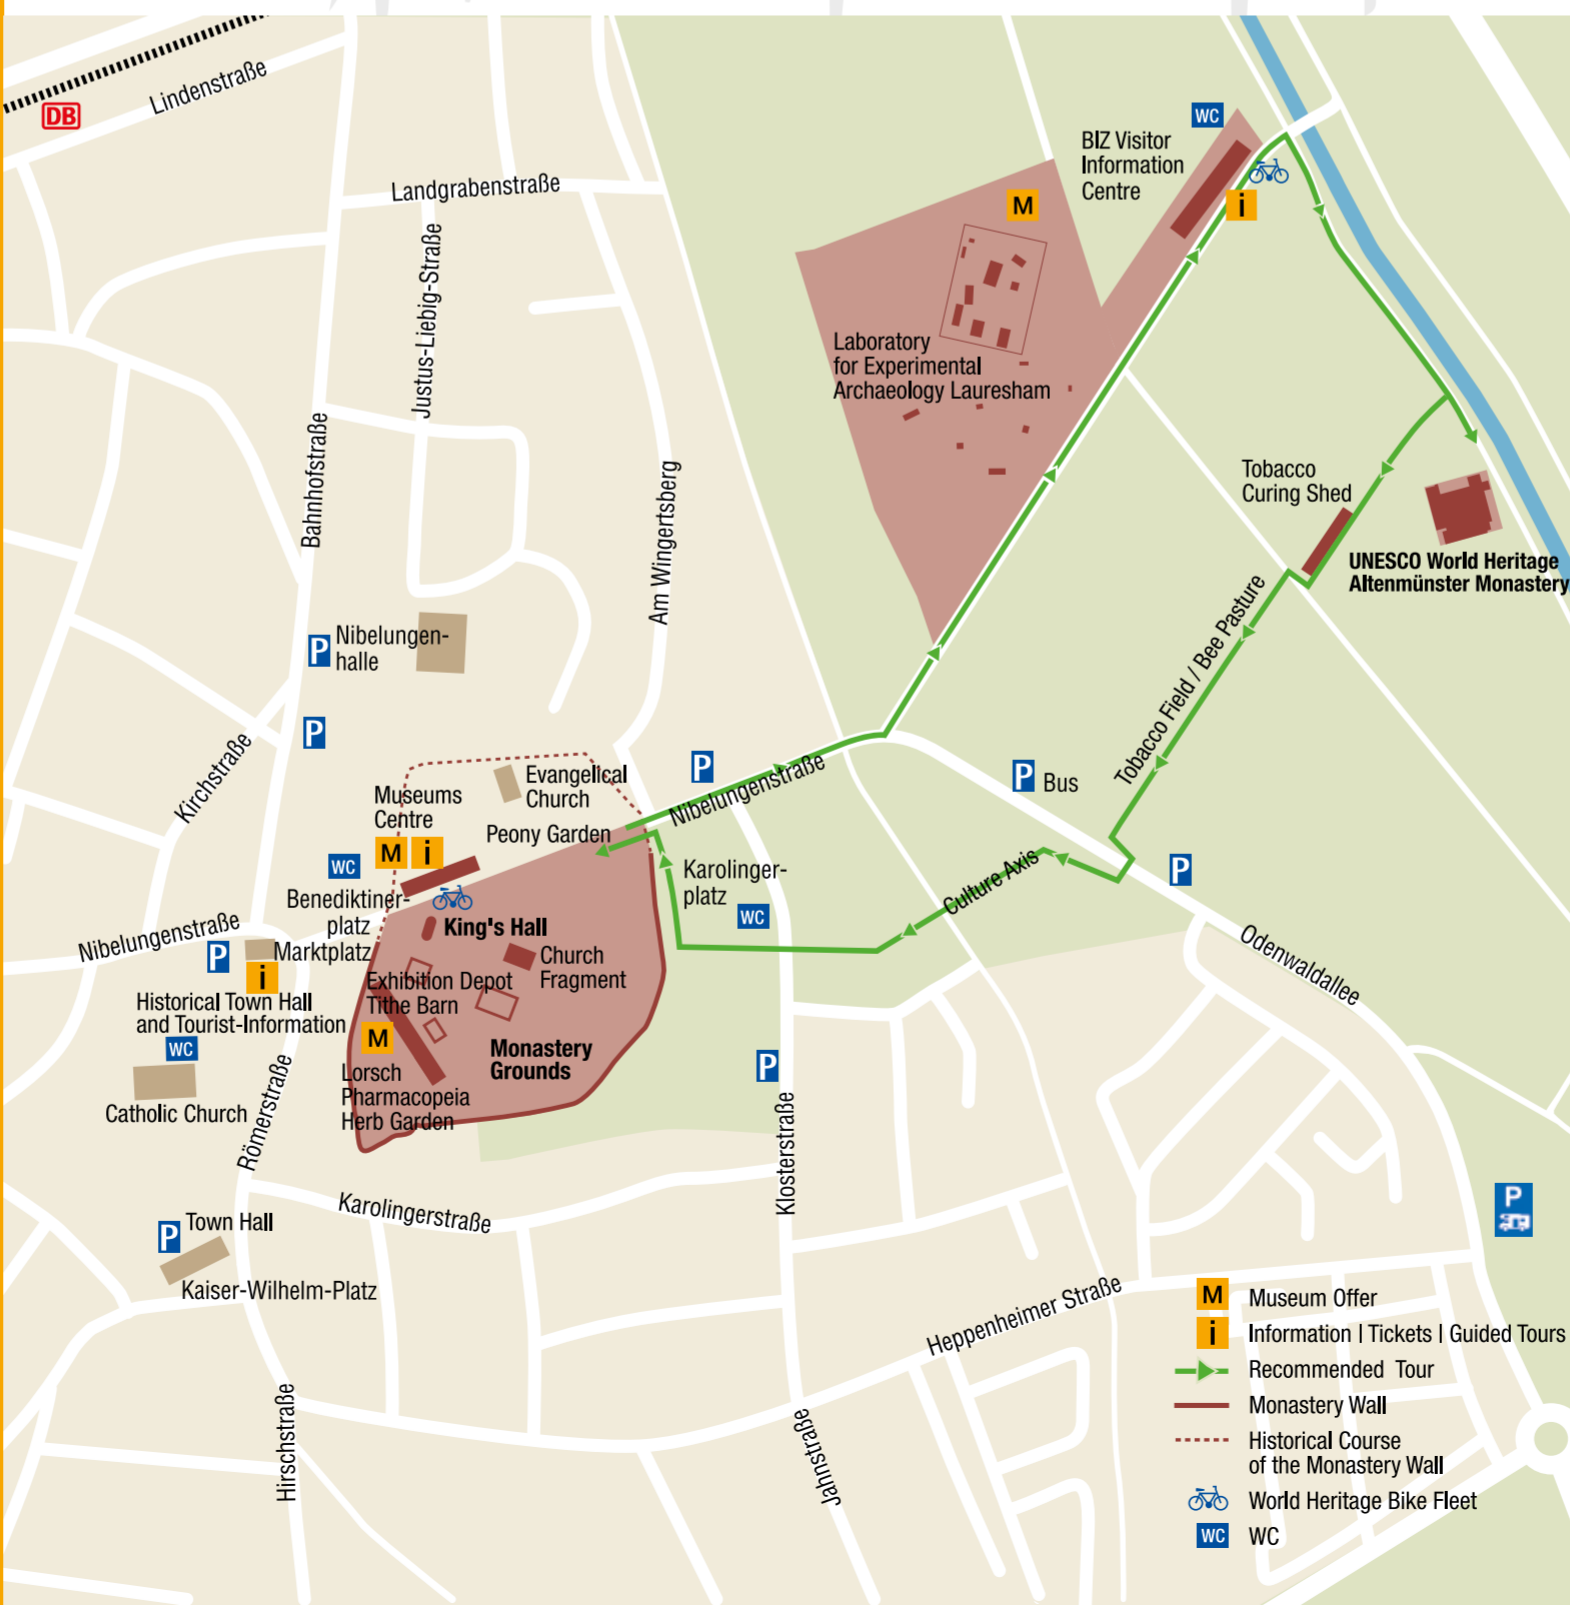 DB
Lindenstraße
Landgrabenstraße
Justus-Liebig-Straße
Bahnhofstraße
Am Wingertsberg
WC
BIZ Visitor
Information
Centre
i
M
Laboratory
for Experimental
Archaeology Lauresham
Tobacco
Curing Shed
UNESCO World Heritage
Altenmünster Monastery
Tobacco Field / Bee Pasture
P
Nibelungen-
halle
P
Kirchstraße
Museums
Centre
M
i
WC
Evangelical
Church
Peony Garden
P
Nibelungenstraße
P
Bus
P
Karolinger-
platz
WC
Culture Axis
Odenwaldallee
Benediktiner-
platz
Nibelungenstraße
Marktplatz
P
i
King's Hall
Church
Fragment
Exhibition Depot
Tithe Barn
M
Historical Town Hall
and Tourist-Information
WC
Catholic Church
Römerstraße
Monastery
Grounds
Lorsch
Pharmacopeia
Herb Garden
P
Klosterstraße
Karolingerstraße
P
Town Hall
Kaiser-Wilhelm-Platz
P
Heppenheimer Straße
Hirschstraße
Jahnstraße
M Museum Offer
i Information | Tickets | Guided Tours
Recommended Tour
Monastery Wall
Historical Course
of the Monastery Wall
World Heritage Bike Fleet
WC WC